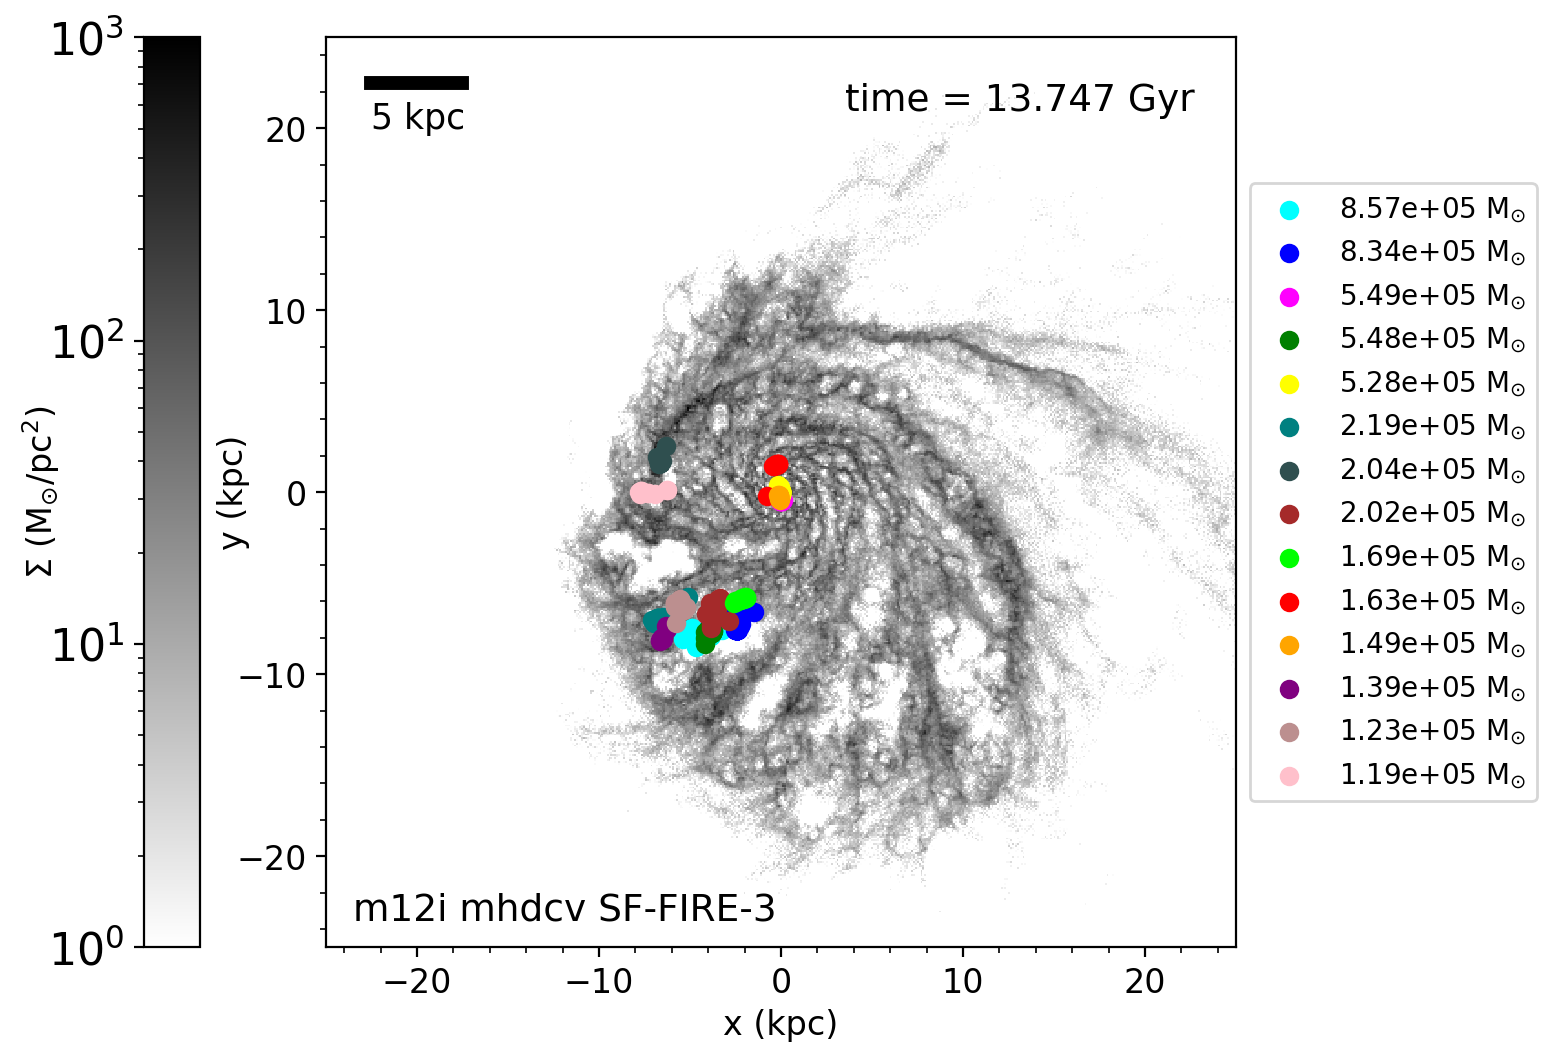 10³
10²
10¹
10⁰
Σ (M⊙/pc²)
5 kpc
time = 13.747 Gyr
m12i mhdcv SF-FIRE-3
20
10
0
−10
−20
y (kpc)
−20
−10
0
10
20
x (kpc)
8.57e+05 M⊙
8.34e+05 M⊙
5.49e+05 M⊙
5.48e+05 M⊙
5.28e+05 M⊙
2.19e+05 M⊙
2.04e+05 M⊙
2.02e+05 M⊙
1.69e+05 M⊙
1.63e+05 M⊙
1.49e+05 M⊙
1.39e+05 M⊙
1.23e+05 M⊙
1.19e+05 M⊙